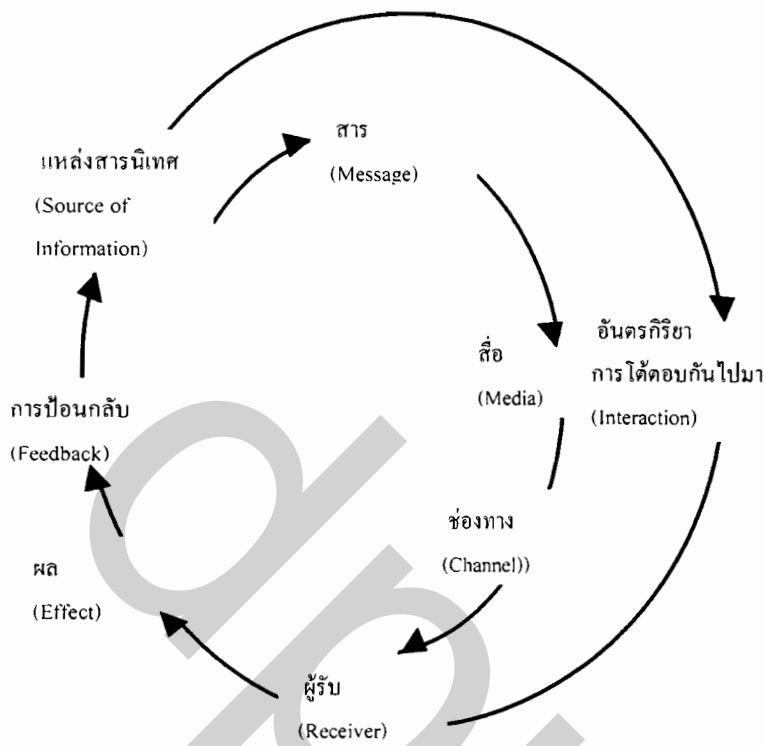 สาร
(Message)
แหล่งสารนิเทศ
(Source of
Information)
สื่อ
(Media)
อันตรกิริยา
การโต้ตอบกันไปมา
(Interaction)
ช่องทาง
(Channel))
ผู้รับ
(Receiver)
ผล
(Effect)
การป้อนกลับ
(Feedback)